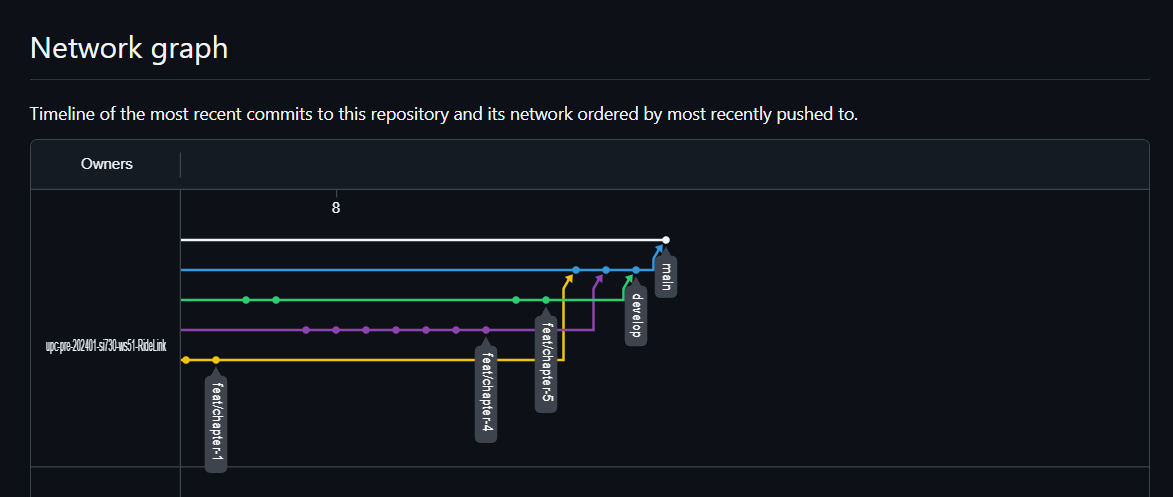 Network graph
Timeline of the most recent commits to this repository and its network ordered by most recently pushed to.
Owners
8
main
develop
feat/chapter-5
upc-pre-202401-si730-ws51-RideLink
feat/chapter-4
feat/chapter-1